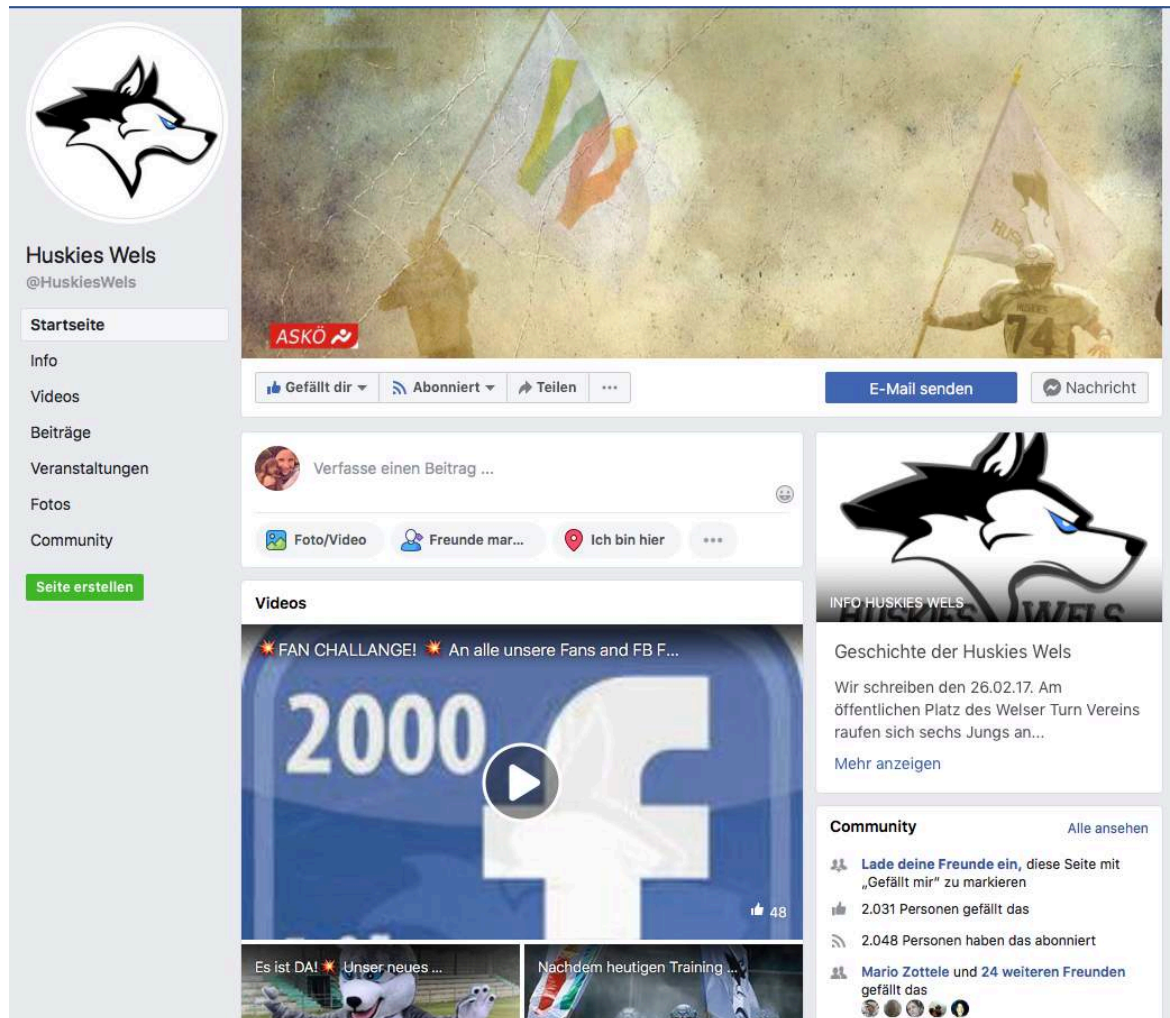 Huskies Wels
@HuskiesWels
Startseite
Info
Videos
Beiträge
Veranstaltungen
Fotos
Community
Seite erstellen
HUSKIES
74
ASKÖ
Gefällt dir
Abonniert
Teilen
...
E-Mail senden
Nachricht
Verfasse einen Beitrag ...
Foto/Video
Freunde mar...
Ich bin hier
Videos
FAN CHALLANGE! An alle unsere Fans and FB F...
2000
f
48
Es ist DA! Unser neues ...
Nachdem heutigen Training ...
INFO HUSKIES WELS
HUSKIES WELS
Geschichte der Huskies Wels
Wir schreiben den 26.02.17. Am
öffentlichen Platz des Welser Turn Vereins
raufen sich sechs Jungs an...
Mehr anzeigen
Community
Alle ansehen
Lade deine Freunde ein, diese Seite mit
„Gefällt mir" zu markieren
2.031 Personen gefällt das
2.048 Personen haben das abonniert
Mario Zottele und 24 weiteren Freunden
gefällt das